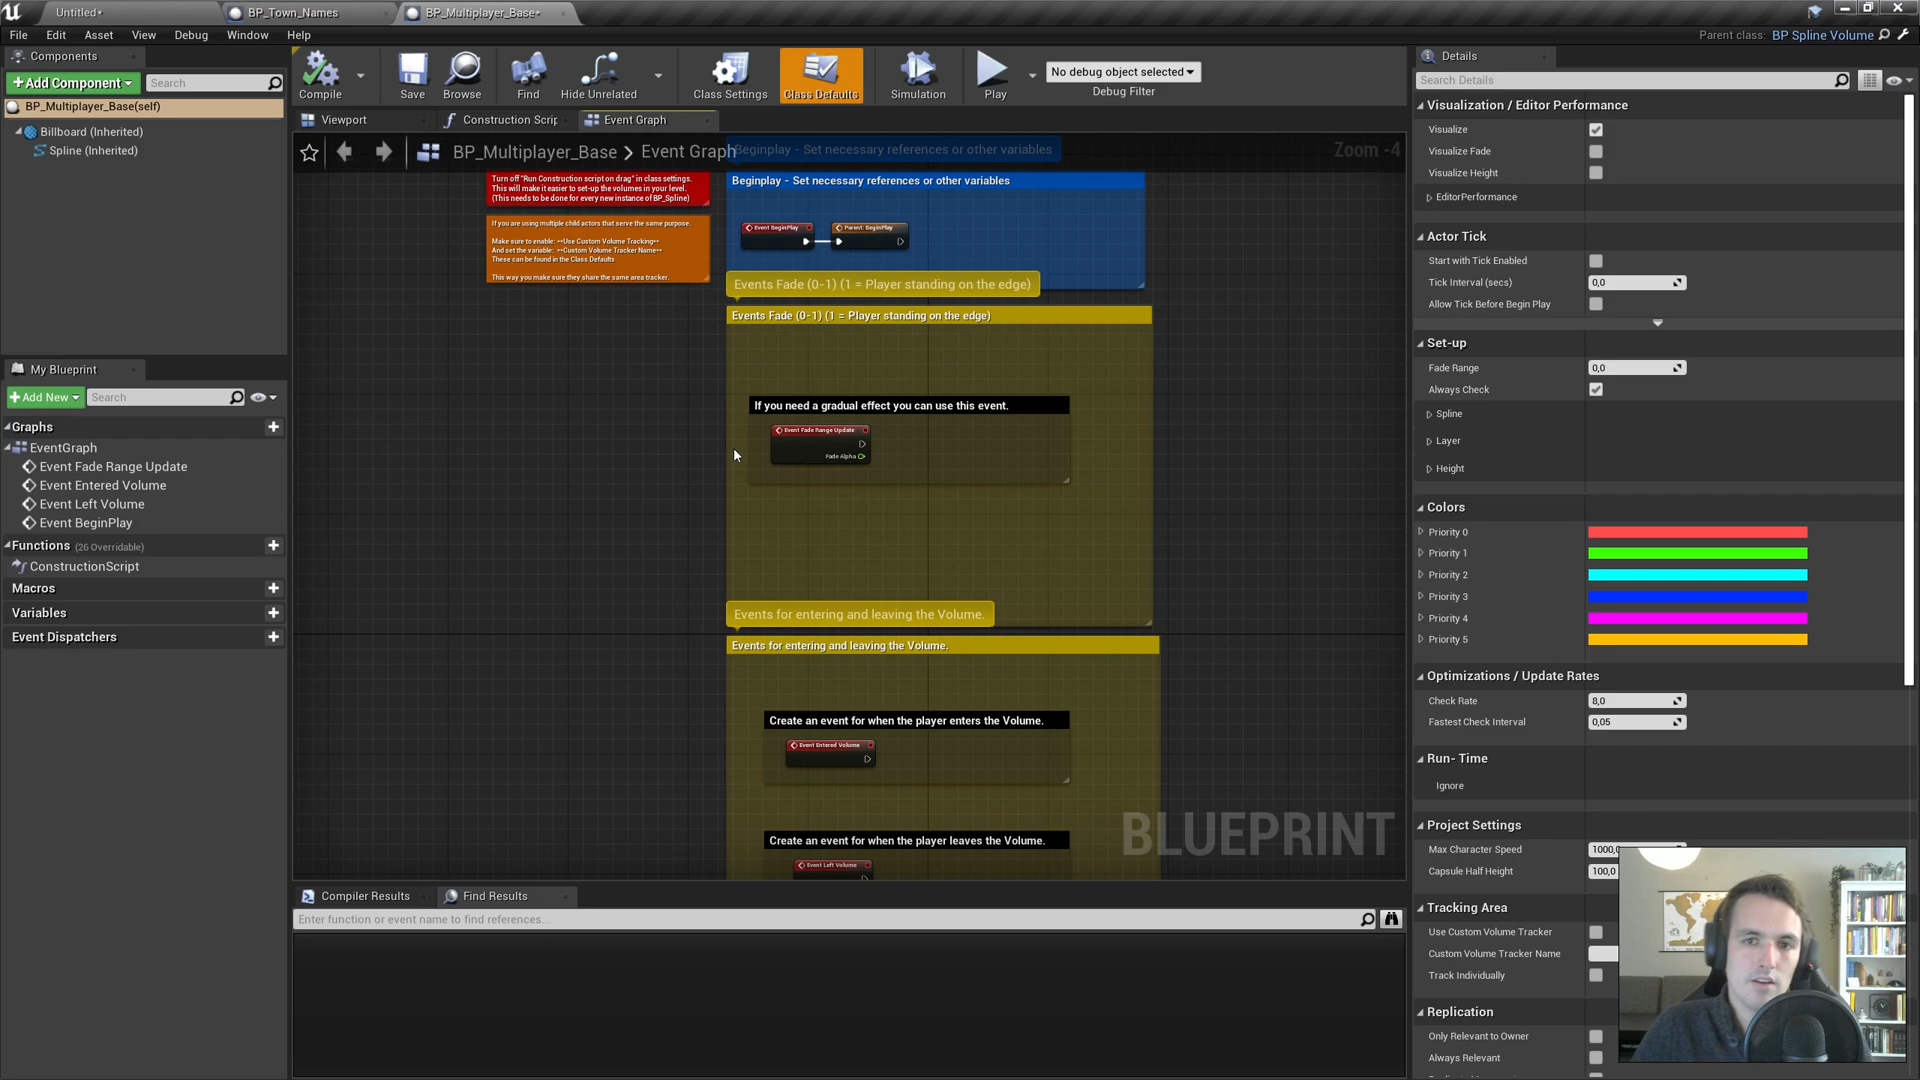 Untitled*
BP_Town_Names
BP_Multiplayer_Base*
File Edit Asset View Debug Window Help
Parent class: BP Spline Volume
Components
+Add Component
Search
BP_Multiplayer_Base(self)
Billboard (Inherited)
Spline (Inherited)
My Blueprint
+Add New
Search
Graphs
EventGraph
Event Fade Range Update
Event Entered Volume
Event Left Volume
Event BeginPlay
Functions (26 Overridable)
ConstructionScript
Macros
Variables
Event Dispatchers
Compile
Save
Browse
Find
Hide Unrelated
Class Settings
Class Defaults
Simulation
Play
No debug object selected
Debug Filter
Viewport
Construction Scrip
Event Graph
BP_Multiplayer_Base > Event Graph
Beginplay - Set necessary references or other variables
Zoom -4
Turn off "Run Construction script on drag" in class settings.
This will make it easier to set-up the volumes in your level.
(This needs to be done for every new instance of BP_Spline)
If you are using multiple child actors that serve the same purpose.
Make sure to enable: **Use Custom Volume Tracking**
And set the variable: **Custom Volume Tracker Name**
These can be found in the Class Defaults
This way you make sure they share the same area tracker.
Beginplay - Set necessary references or other variables
Event BeginPlay
Parent: BeginPlay
Events Fade (0-1) (1 = Player standing on the edge)
Events Fade (0-1) (1 = Player standing on the edge)
If you need a gradual effect you can use this event.
Event Fade Range Update
Fade Alpha
Events for entering and leaving the Volume.
Events for entering and leaving the Volume.
Create an event for when the player enters the Volume.
Event Entered Volume
Create an event for when the player leaves the Volume.
Event Left Volume
BLUEPRINT
Compiler Results
Find Results
Enter function or event name to find references...
Details
Search Details
Visualization / Editor Performance
Visualize
Visualize Fade
Visualize Height
EditorPerformance
Actor Tick
Start with Tick Enabled
Tick Interval (secs) 0,0
Allow Tick Before Begin Play
Set-up
Fade Range 0,0
Always Check
Spline
Layer
Height
Colors
Priority 0
Priority 1
Priority 2
Priority 3
Priority 4
Priority 5
Optimizations / Update Rates
Check Rate 8,0
Fastest Check Interval 0,05
Run- Time
Ignore
Project Settings
Max Character Speed 1000,0
Capsule Half Height 100,0
Tracking Area
Use Custom Volume Tracker
Custom Volume Tracker Name
Track Individually
Replication
Only Relevant to Owner
Always Relevant